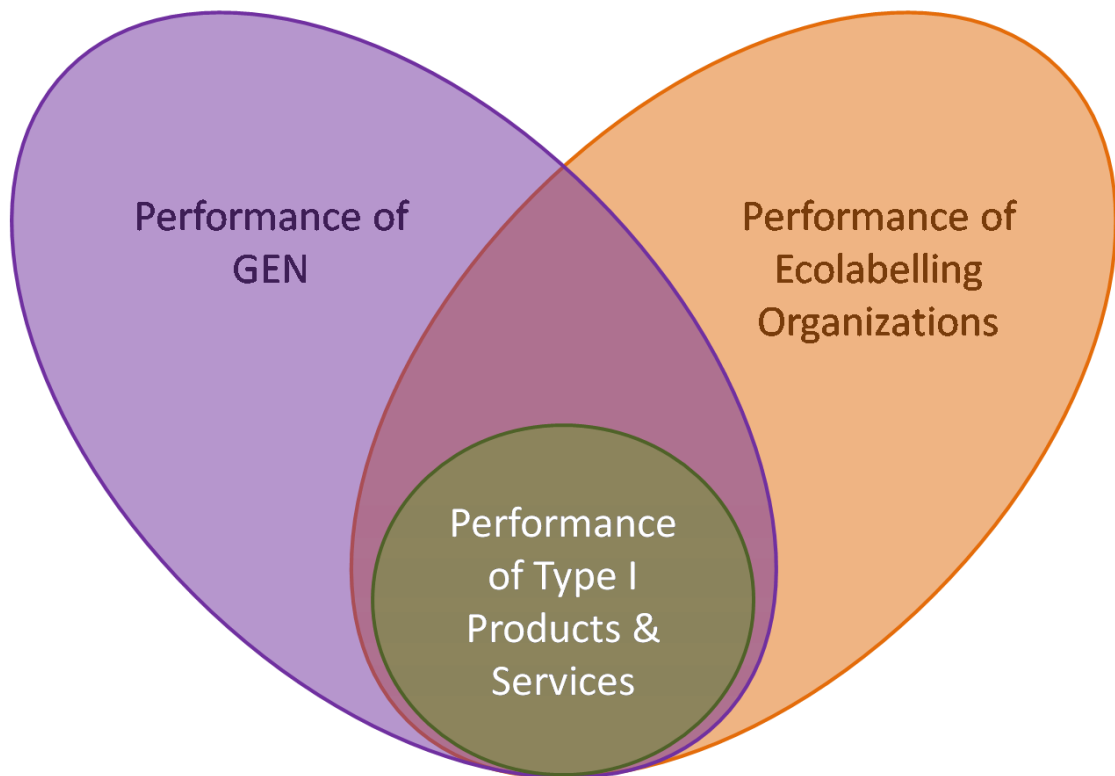 Performance of
GEN
Performance of
Ecolabelling
Organizations
Performance
of Type I
Products &
Services